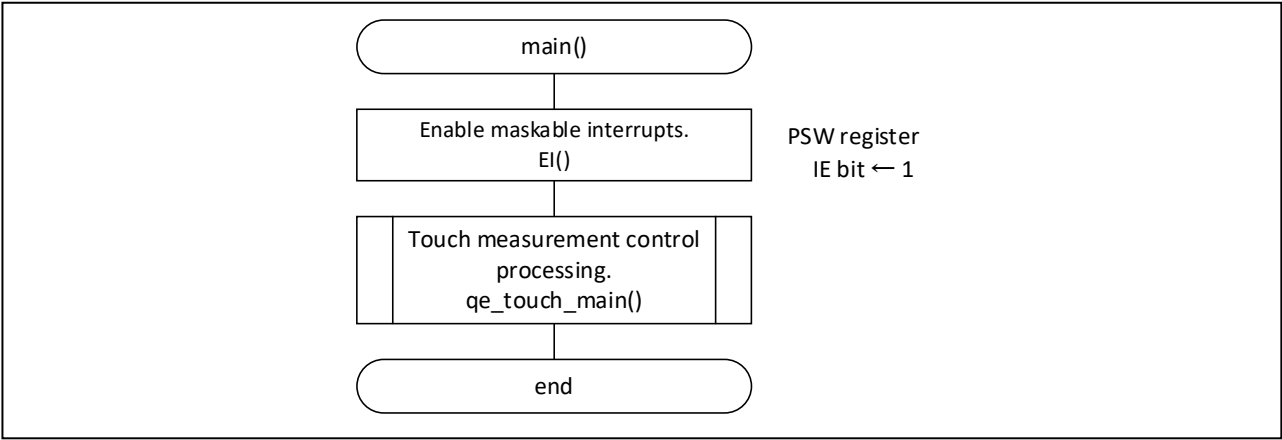 main()
Enable maskable interrupts.
EI()
PSW register
IE bit ← 1
Touch measurement control
processing.
qe_touch_main()
end